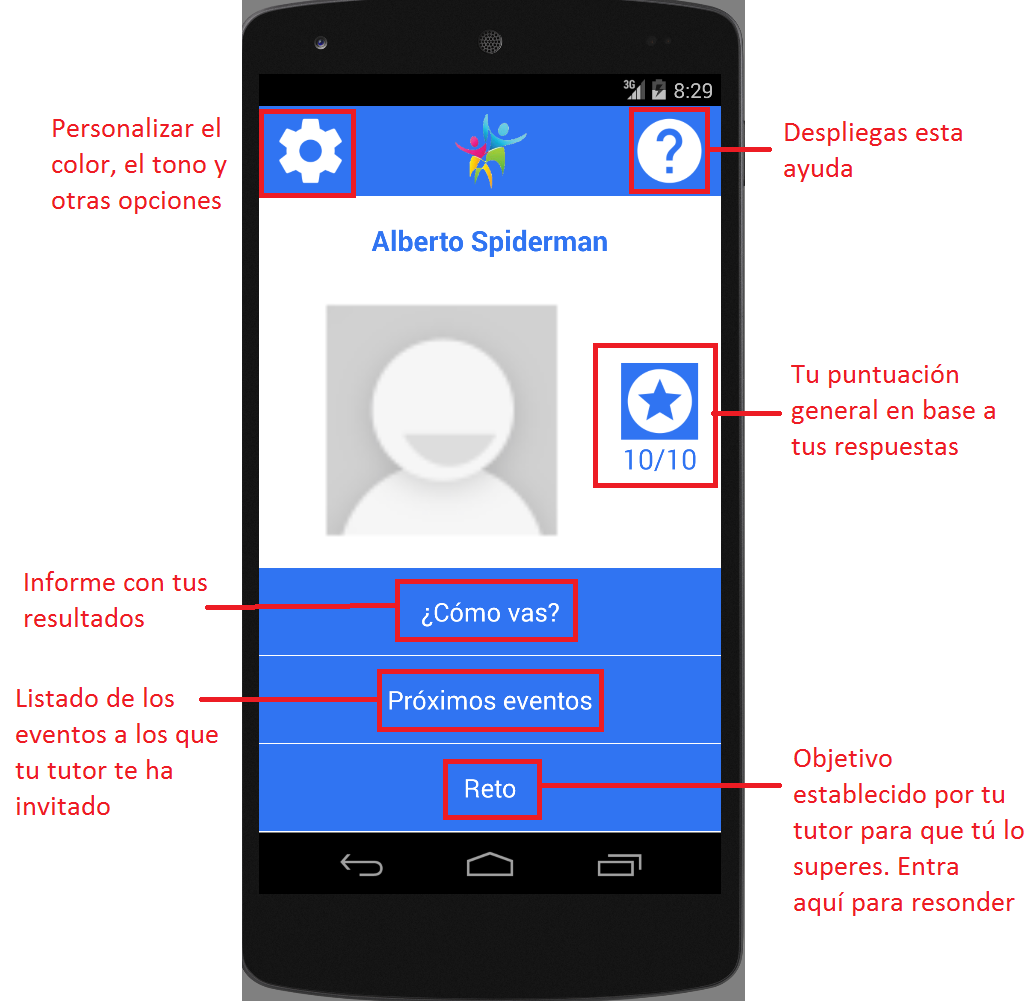 3G 8:29
Personalizar el
color, el tono y
otras opciones
?
Despliegas esta
ayuda
Alberto Spiderman
10/10
Tu puntuación
general en base a
tus respuestas
Informe con tus
resultados
¿Cómo vas?
Listado de los
eventos a los que
tu tutor te ha
invitado
Próximos eventos
Reto
Objetivo
establecido por tu
tutor para que tú lo
superes. Entra
aquí para resonder